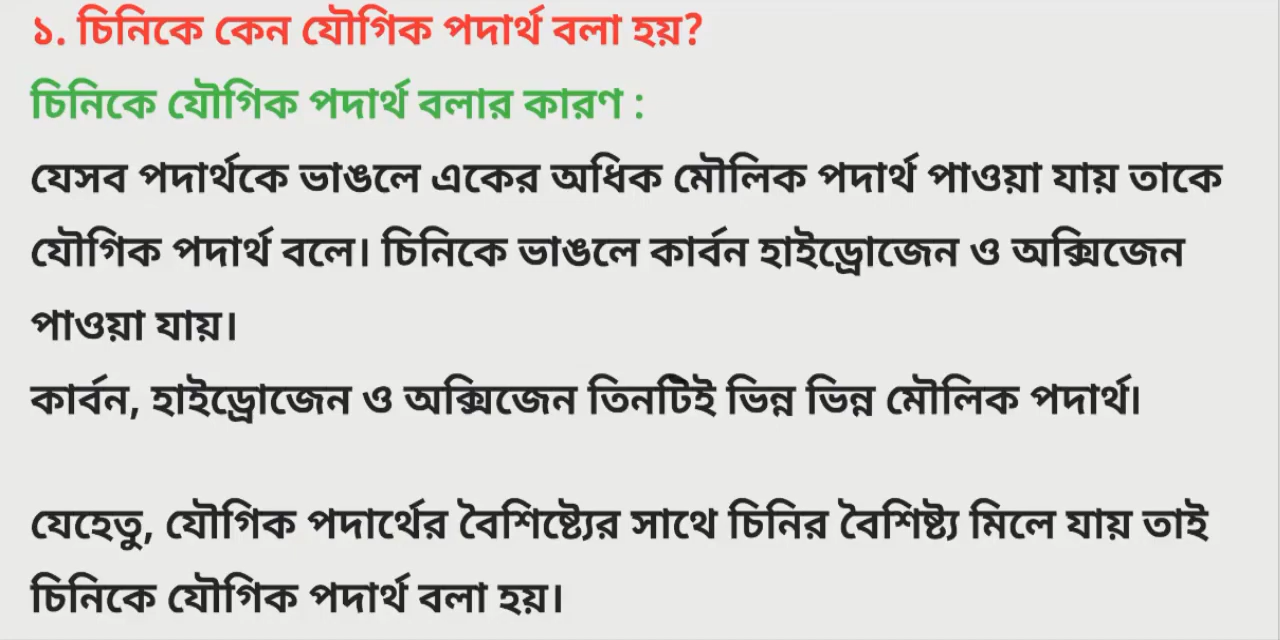 ১. চিনিকে কেন যৌগিক পদার্থ বলা হয়?
চিনিকে যৌগিক পদার্থ বলার কারণ :
যেসব পদার্থকে ভাঙলে একের অধিক মৌলিক পদার্থ পাওয়া যায় তাকে
যৌগিক পদার্থ বলে। চিনিকে ভাঙলে কার্বন হাইড্রোজেন ও অক্সিজেন
পাওয়া যায়।
কার্বন, হাইড্রোজেন ও অক্সিজেন তিনটিই ভিন্ন ভিন্ন মৌলিক পদার্থ।
যেহেতু, যৌগিক পদার্থের বৈশিষ্ট্যের সাথে চিনির বৈশিষ্ট্য মিলে যায় তাই
চিনিকে যৌগিক পদার্থ বলা হয়।